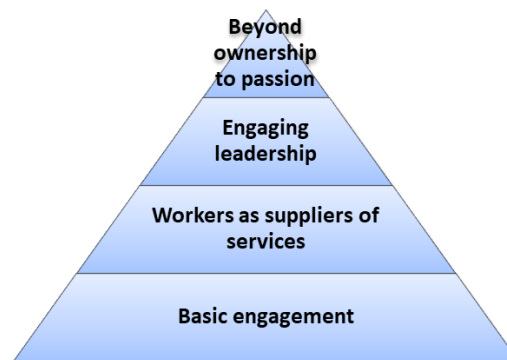 Beyond
ownership
to passion
Engaging
leadership
Workers as suppliers of
services
Basic engagement